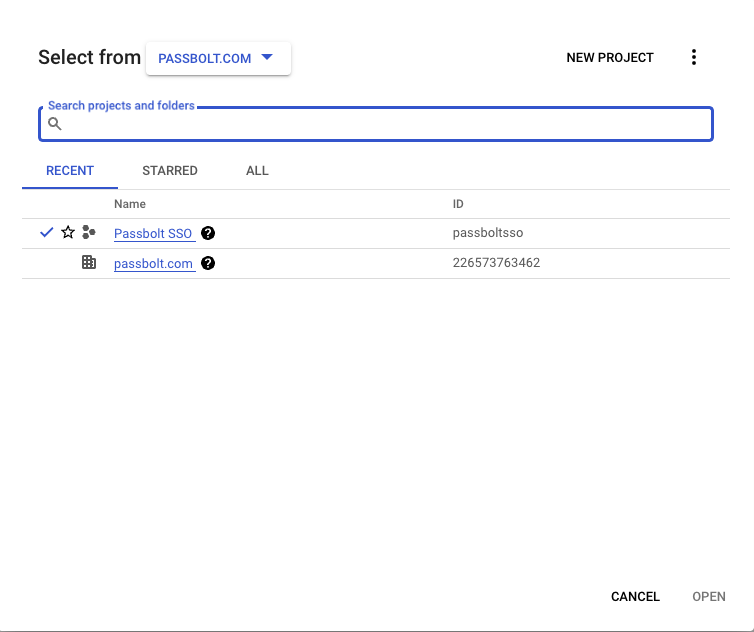 Select from PASSBOLT.COM NEW PROJECT
Search projects and folders
RECENT STARRED ALL
Name ID
Passbolt SSO passboltsso
passbolt.com 226573763462
CANCEL OPEN